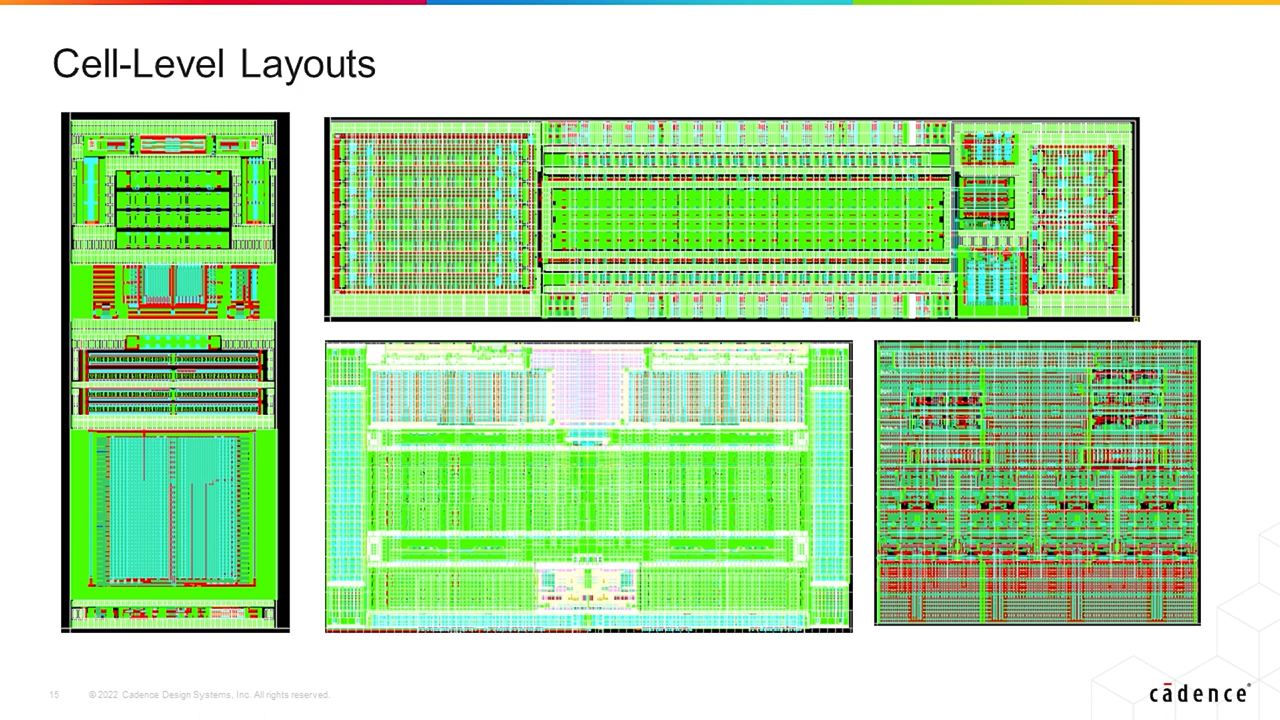 Cell-Level Layouts
15 © 2022 Cadence Design Systems, Inc. All rights reserved.
cādence®